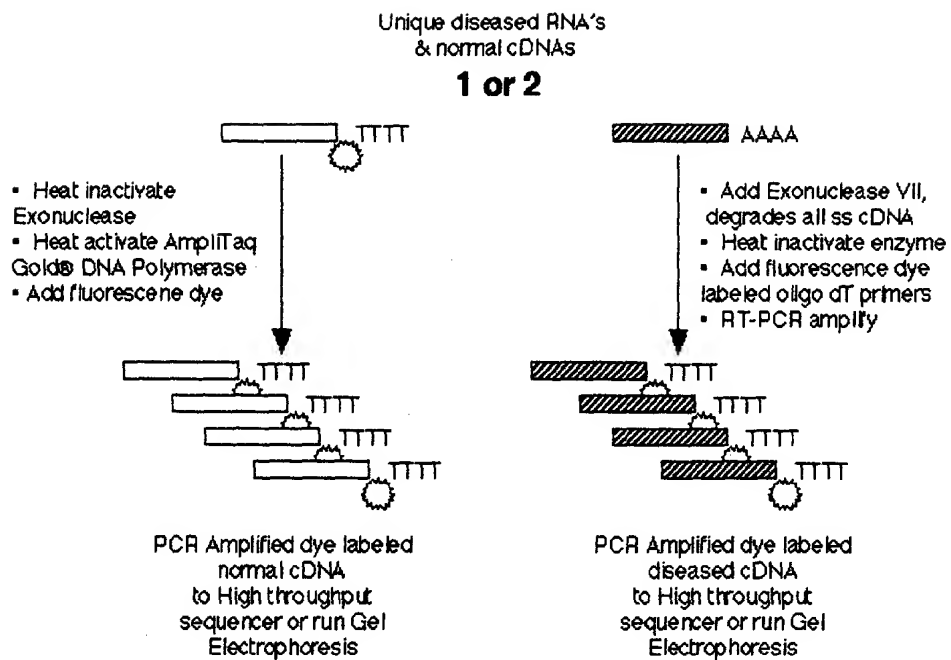 Unique diseased RNA's
& normal cDNAs
1 or 2
TTTT
AAAA
▪ Heat inactivate
Exonuclease
▪ Heat activate AmpliTaq
Gold® DNA Polymerase
▪ Add fluorescene dye
▪ Add Exonuclease VII,
degrades all ss cDNA
▪ Heat inactivate enzyme
▪ Add fluorescence dye
labeled oligo dT primers
▪ RT-PCR amplify
TTTT
TTTT
TTTT
TTTT
TTTT
TTTT
TTTT
TTTT
PCR Amplified dye labeled
normal cDNA
to High throughput
sequencer or run Gel
Electrophoresis
PCR Amplified dye labeled
diseased cDNA
to High throughput
sequencer or run Gel
Electrophoresis